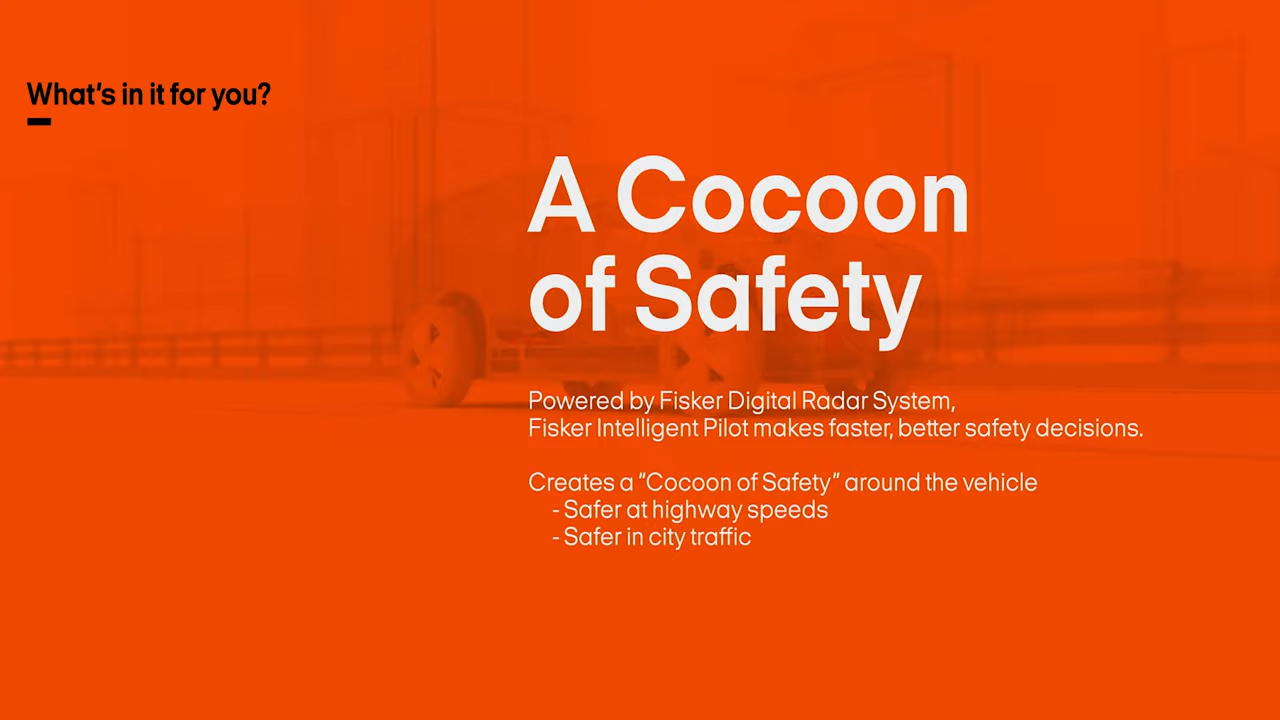 What's in it for you?
A Cocoon
of Safety
Powered by Fisker Digital Radar System,
Fisker Intelligent Pilot makes faster, better safety decisions.
Creates a "Cocoon of Safety" around the vehicle
- Safer at highway speeds
- Safer in city traffic